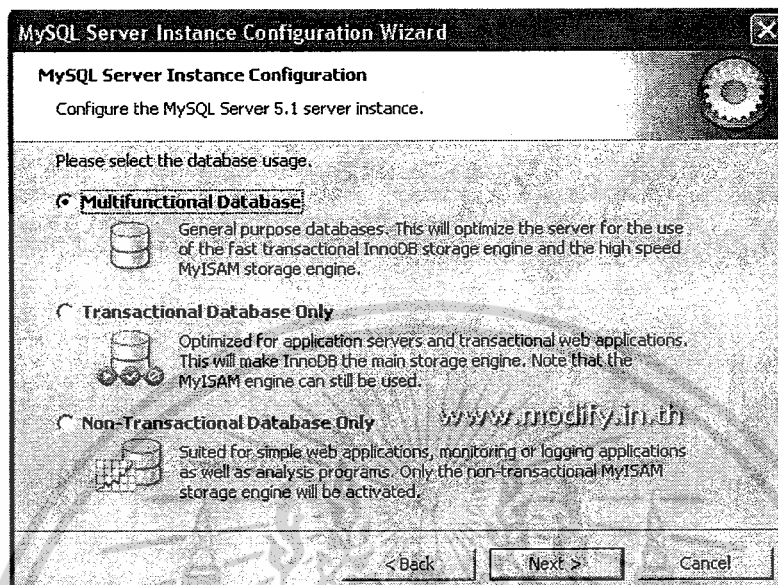 MySQL Server Instance Configuration Wizard
MySQL Server Instance Configuration
Configure the MySQL Server 5.1 server instance.
Please select the database usage.
Multifunctional Database
General purpose databases. This will optimize the server for the use
of the fast transactional InnoDB storage engine and the high speed
MyISAM storage engine.
Transactional Database Only
Optimized for application servers and transactional web applications.
This will make InnoDB the main storage engine. Note that the
MyISAM engine can still be used.
www.modify.in.th
Non-Transactional Database Only
Suited for simple web applications, monitoring or logging applications
as well as analysis programs. Only the non-transactional MyISAM
storage engine will be activated.
< Back
Next >
Cancel